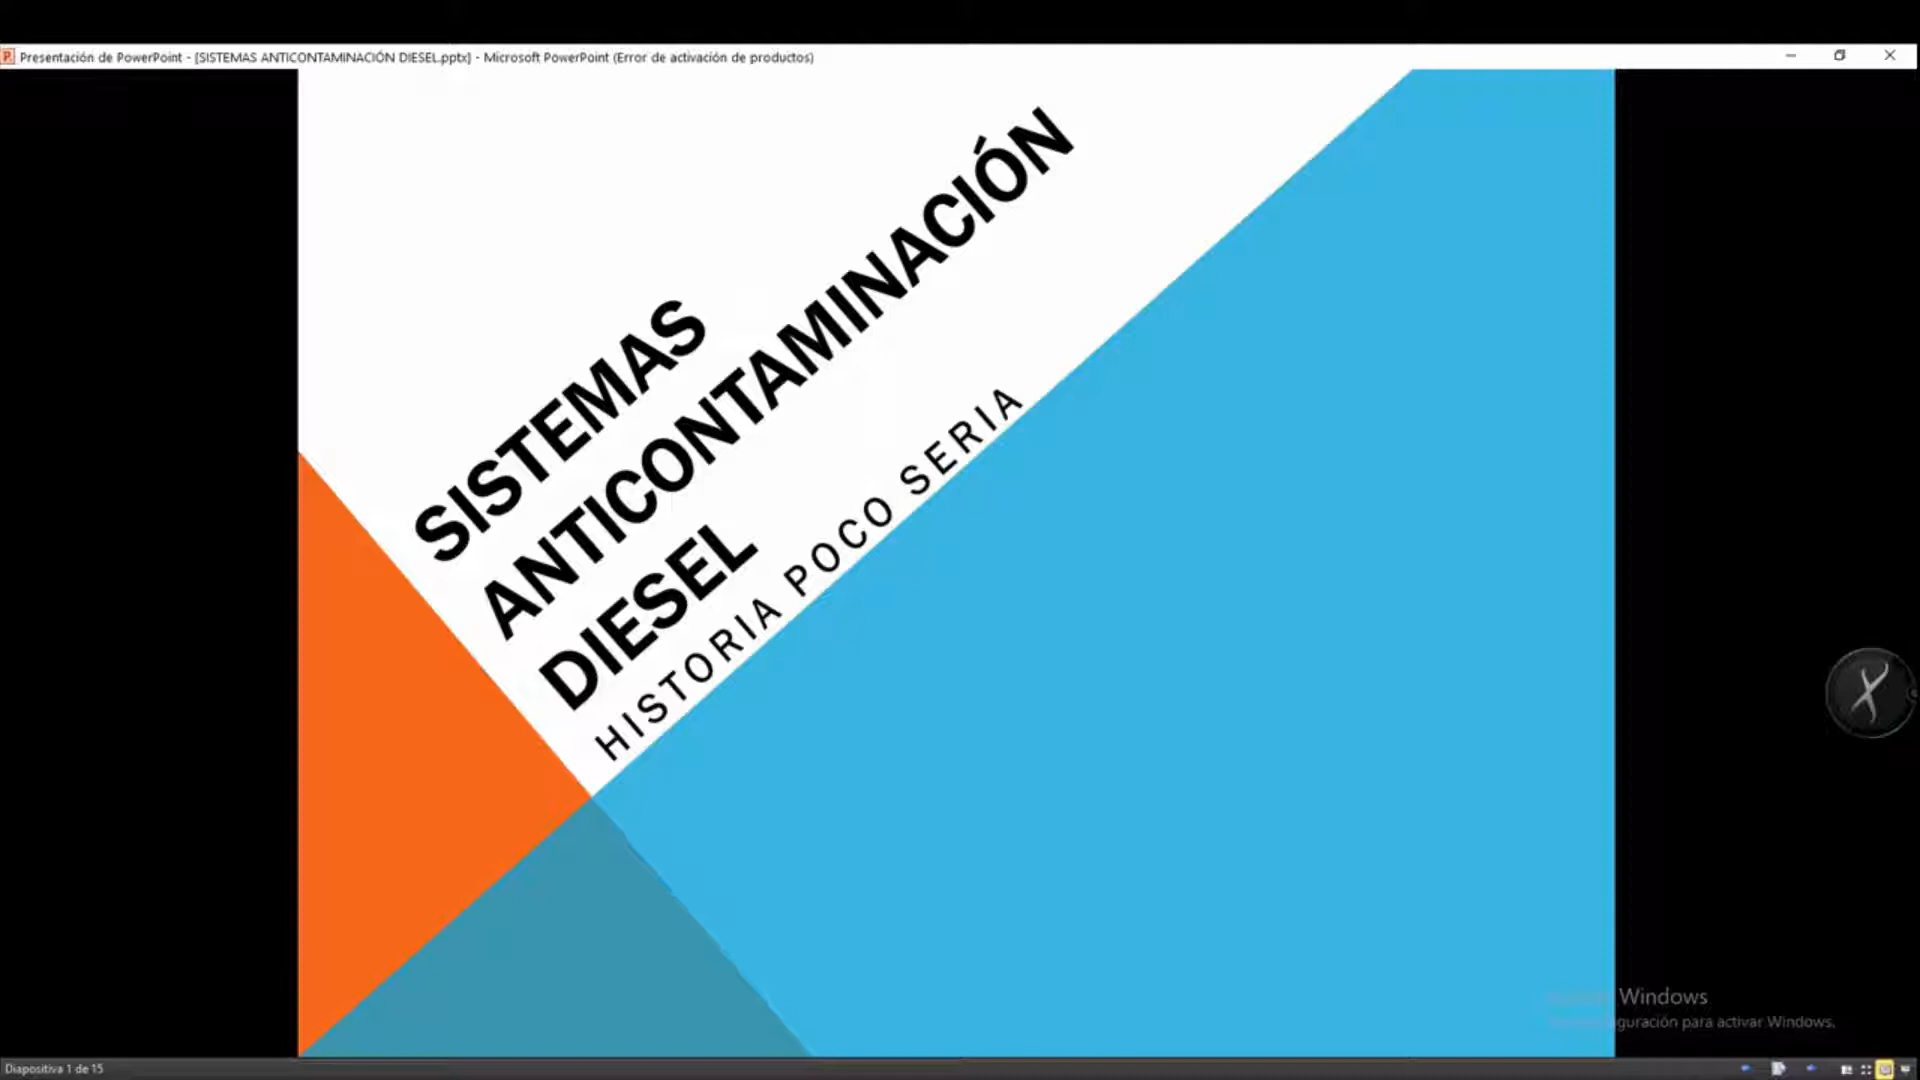 Presentación de PowerPoint - [SISTEMAS ANTICONTAMINACIÓN DIESEL.pptx] - Microsoft PowerPoint (Error de activación de productos)
SISTEMAS
ANTICONTAMINACIÓN
DIESEL
HISTORIA POCO SERIA
Windows
para activar Windows.
Diapositiva 1 de 15